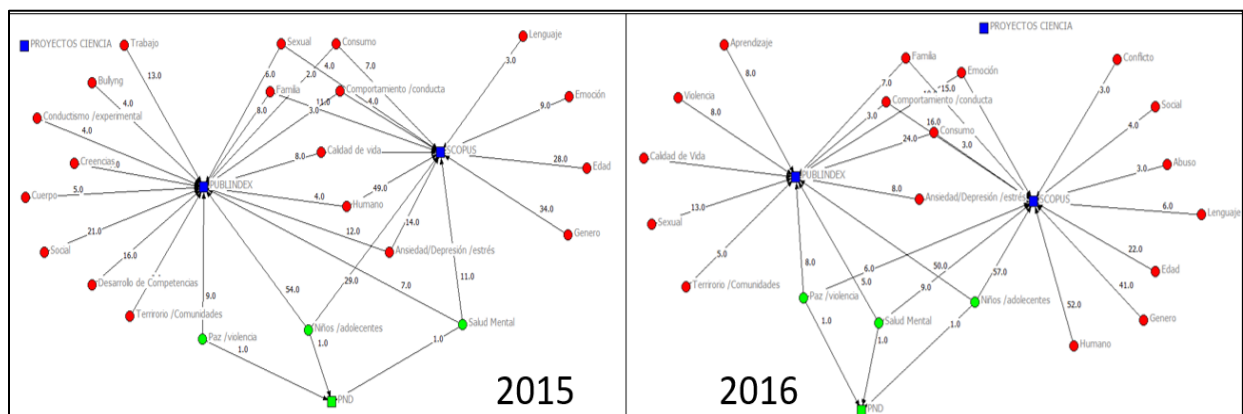 PROYECTOS CIENCIA
Trabajo
Sexual
Consumo
Lenguaje
13.0
4.0
7.0
3.0
2.0
Bullyng
6.0
Familia
Comportamiento /conducta
Emoción
4.0
8.0
11.0
4.0
9.0
Conductismo /experimental
3.0
4.0
Calidad de vida
SCOPUS
Creencias
8.0
Edad
28.0
PUBLINDEX
Cuerpo
5.0
4.0
49.0
Humano
34.0
Genero
21.0
12.0
14.0
Social
Ansiedad/Depresión /estrés
16.0
Desarrollo de Competencias
11.0
9.0
54.0
29.0
7.0
Terrirorio /Comunidades
Paz /violencia
Niños /adolecentes
Salud Mental
1.0
1.0
1.0
PND
2015
PROYECTOS CIENCIA
Aprendizaje
Familia
Conflicto
8.0
Emoción
7.0
15.0
3.0
Violencia
Comportamiento /conducta
Social
8.0
3.0
16.0
4.0
Consumo
24.0
3.0
Calidad de Vida
Abuso
8.0
3.0
PUBLINDEX
8.0
Ansiedad/Depresión /estrés
SCOPUS
Sexual
13.0
6.0
Lenguaje
5.0
8.0
6.0
50.0
57.0
22.0
Edad
Terrirorio /Comunidades
5.0
9.0
41.0
Paz /violencia
Niños /adolecentes
52.0
1.0
Salud Mental
1.0
Genero
1.0
Humano
PND
2016